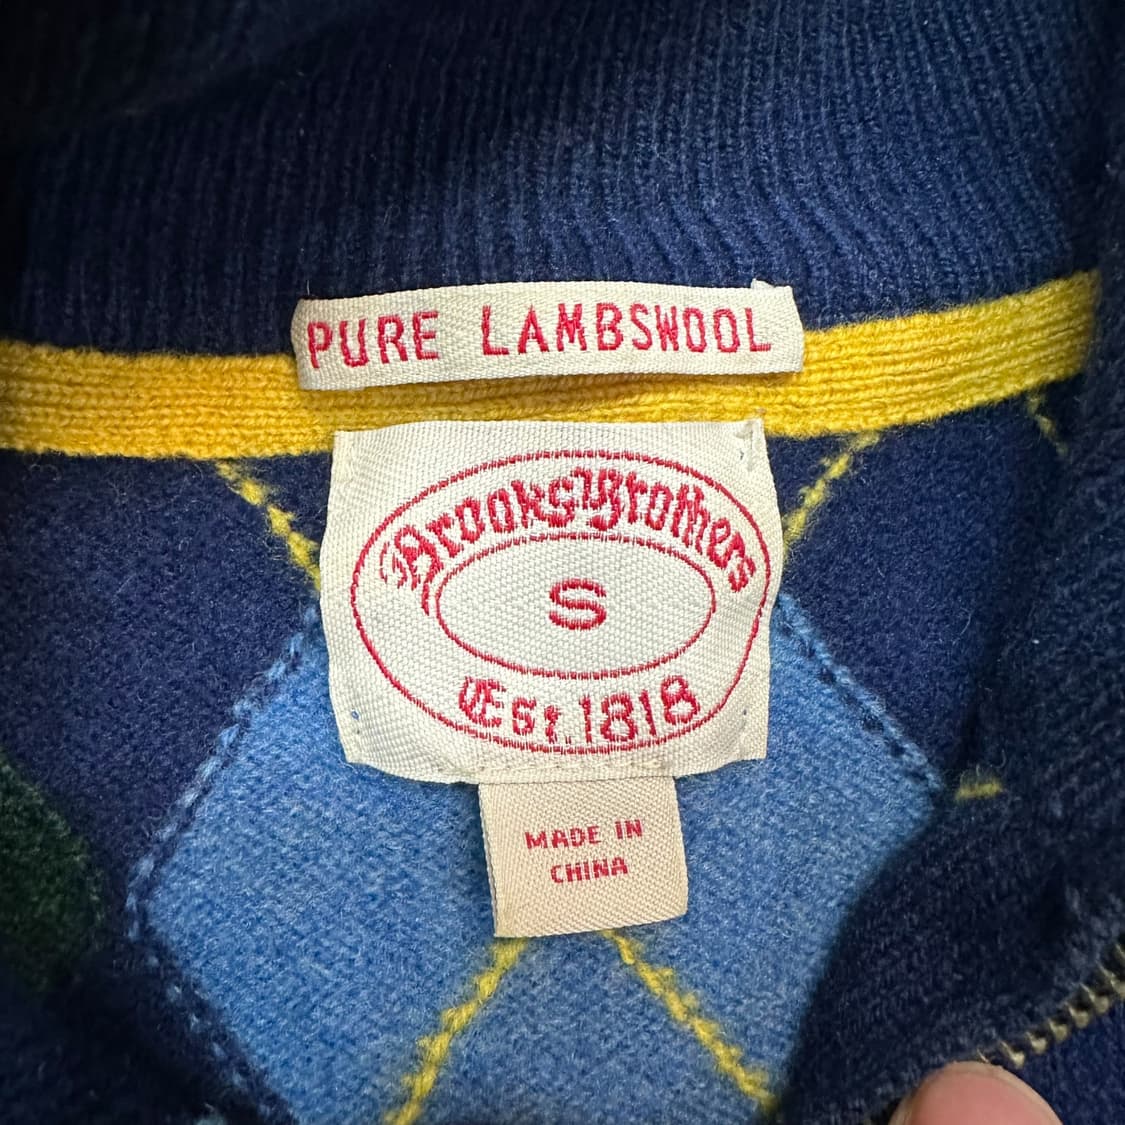 PURE LAMBSWOOL
Brooks Brothers
S
Est. 1818
MADE IN
CHINA